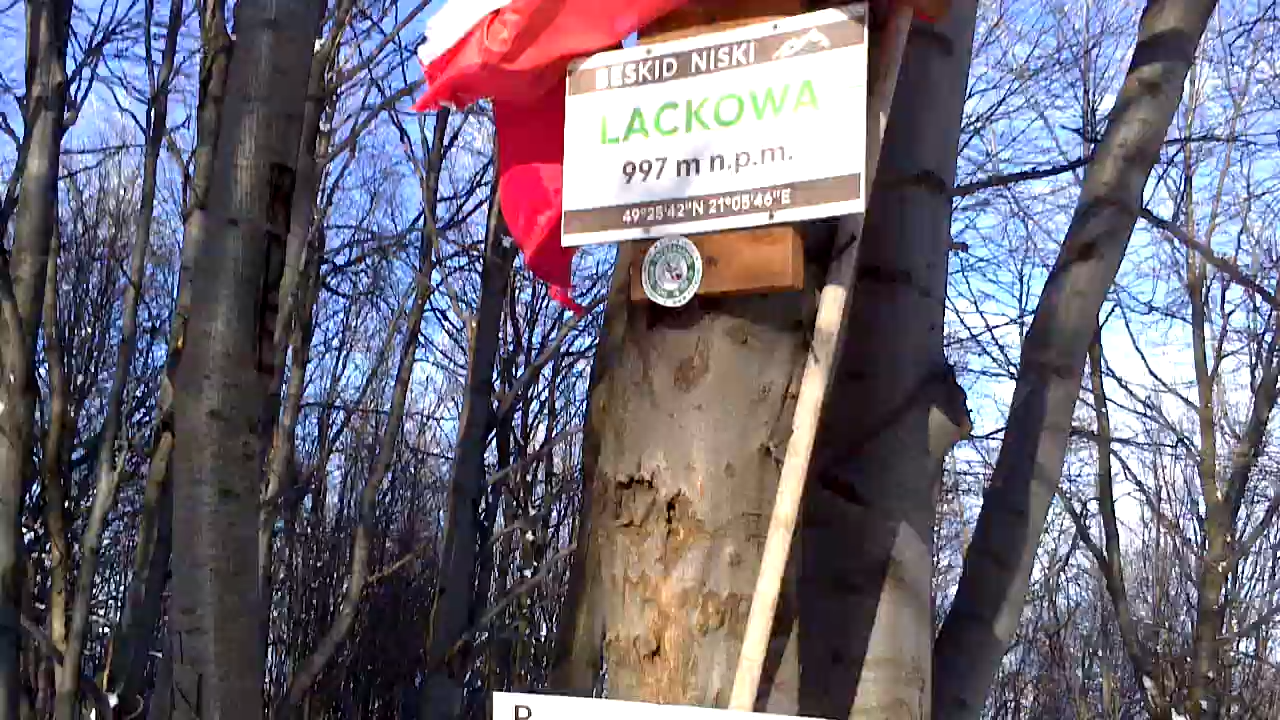 BESKID NISKI
LACKOWA
997 m n.p.m.
49°25'42"N 21°05'46"E
P